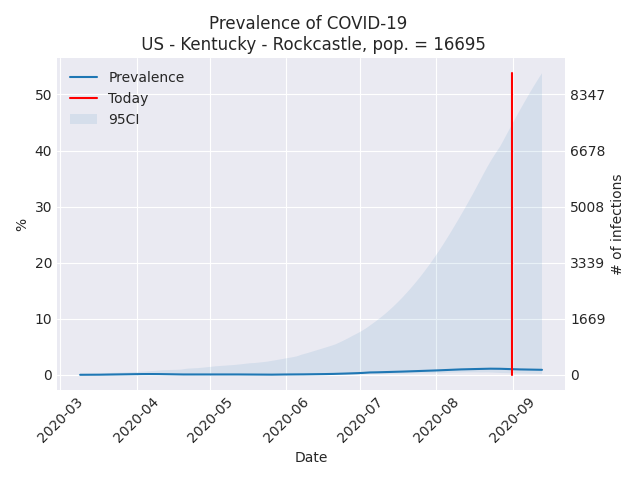 Prevalence of COVID-19
US - Kentucky - Rockcastle, pop. = 16695
Prevalence
Today
95CI
50
40
30
20
10
0
%
8347
6678
5008
3339
1669
0
# of infections
2020-03
2020-04
2020-05
2020-06
2020-07
2020-08
2020-09
Date